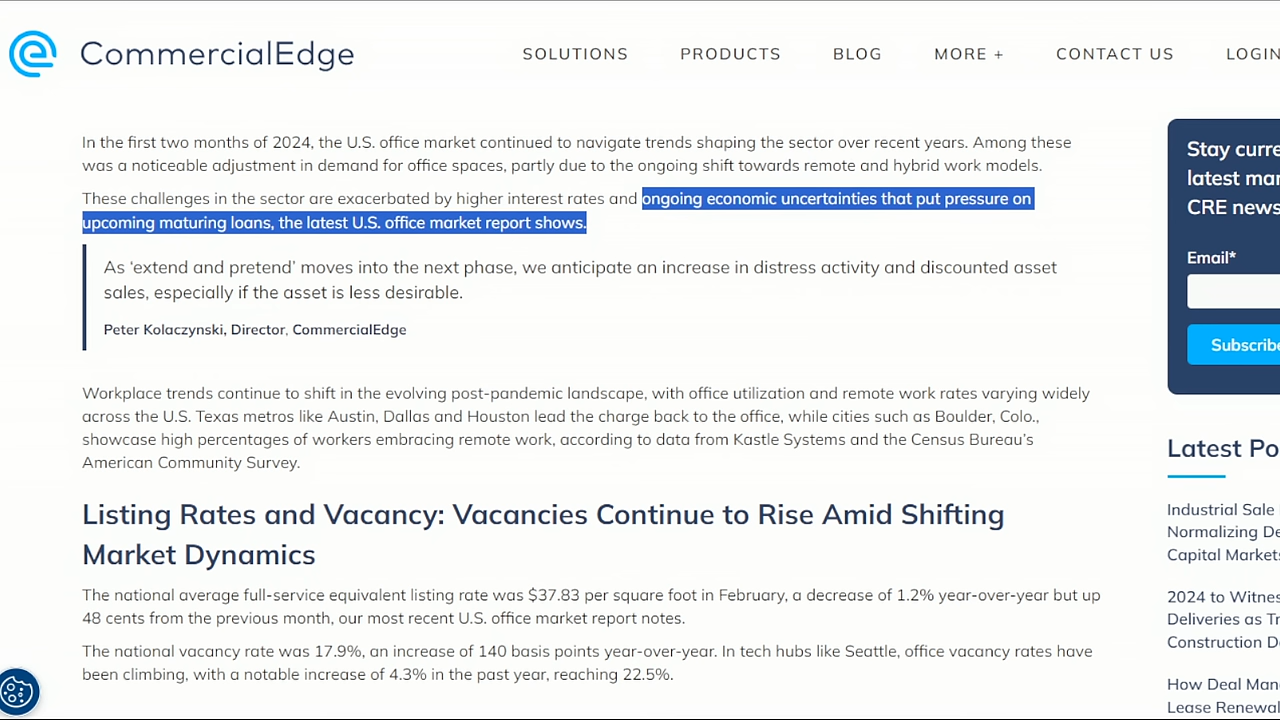 CommercialEdge
SOLUTIONS PRODUCTS BLOG MORE + CONTACT US LOGIN
In the first two months of 2024, the U.S. office market continued to navigate trends shaping the sector over recent years. Among these
was a noticeable adjustment in demand for office spaces, partly due to the ongoing shift towards remote and hybrid work models.
These challenges in the sector are exacerbated by higher interest rates and ongoing economic uncertainties that put pressure on
upcoming maturing loans, the latest U.S. office market report shows.
As ‘extend and pretend’ moves into the next phase, we anticipate an increase in distress activity and discounted asset
sales, especially if the asset is less desirable.
Peter Kolaczynski, Director, CommercialEdge
Workplace trends continue to shift in the evolving post-pandemic landscape, with office utilization and remote work rates varying widely
across the U.S. Texas metros like Austin, Dallas and Houston lead the charge back to the office, while cities such as Boulder, Colo.,
showcase high percentages of workers embracing remote work, according to data from Kastle Systems and the Census Bureau’s
American Community Survey.
Listing Rates and Vacancy: Vacancies Continue to Rise Amid Shifting
Market Dynamics
The national average full-service equivalent listing rate was $37.83 per square foot in February, a decrease of 1.2% year-over-year but up
48 cents from the previous month, our most recent U.S. office market report notes.
The national vacancy rate was 17.9%, an increase of 140 basis points year-over-year. In tech hubs like Seattle, office vacancy rates have
been climbing, with a notable increase of 4.3% in the past year, reaching 22.5%.
Stay
latest
CRE news
Email*
Subscribe
Latest
Industrial Sale
Normalizing
Capital Markets
2024 to
Deliveries as
Construction
How Deal
Lease Renewal